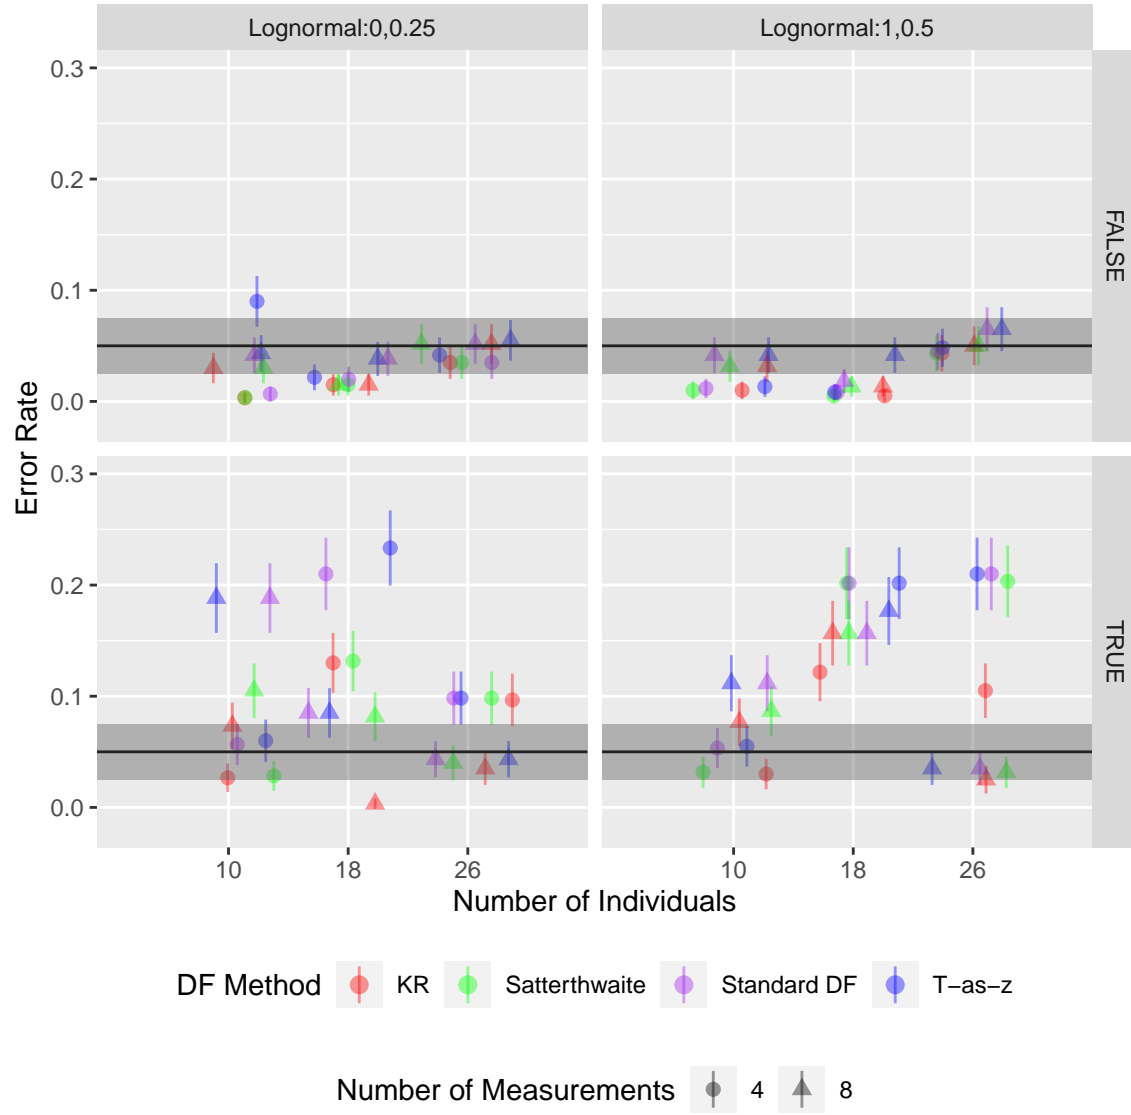 Lognormal:0,0.25
Lognormal:1,0.5
0.3
0.2
0.1
0.0
FALSE
Error Rate
0.3
0.2
0.1
0.0
TRUE
10 18 26
10 18 26
Number of Individuals
DF Method KR Satterthwaite Standard DF T−as−z
Number of Measurements 4 8